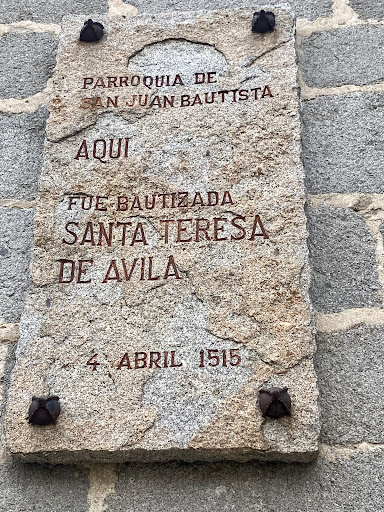 PARROQUIA DE
SAN JUAN BAUTISTA
AQUI
FUE BAUTIZADA
SANTA TERESA
DE AVILA
4 ABRIL 1515